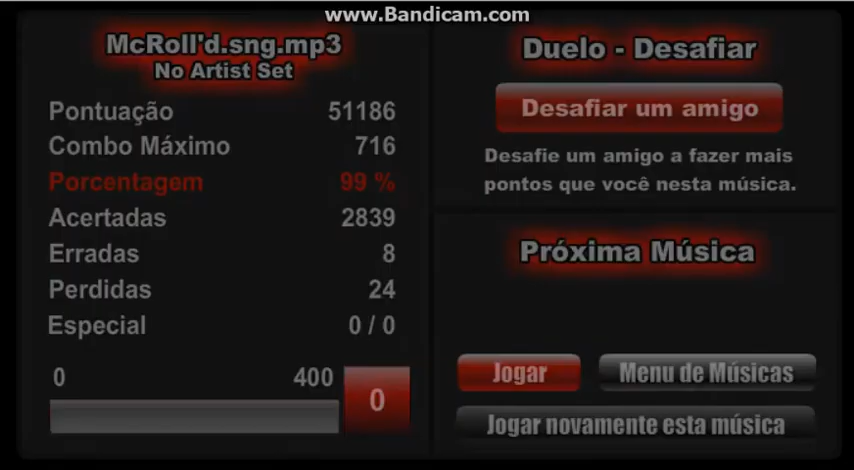 www.Bandicam.com
McRoll'd.sng.mp3
No Artist Set
Pontuação 51186
Combo Máximo 716
Porcentagem 99 %
Acertadas 2839
Erradas 8
Perdidas 24
Especial 0 / 0
0 400
0
Duelo - Desafiar
Desafiar um amigo
Desafie um amigo a fazer mais
pontos que você nesta música.
Próxima Música
Jogar Menu de Músicas
Jogar novamente esta música